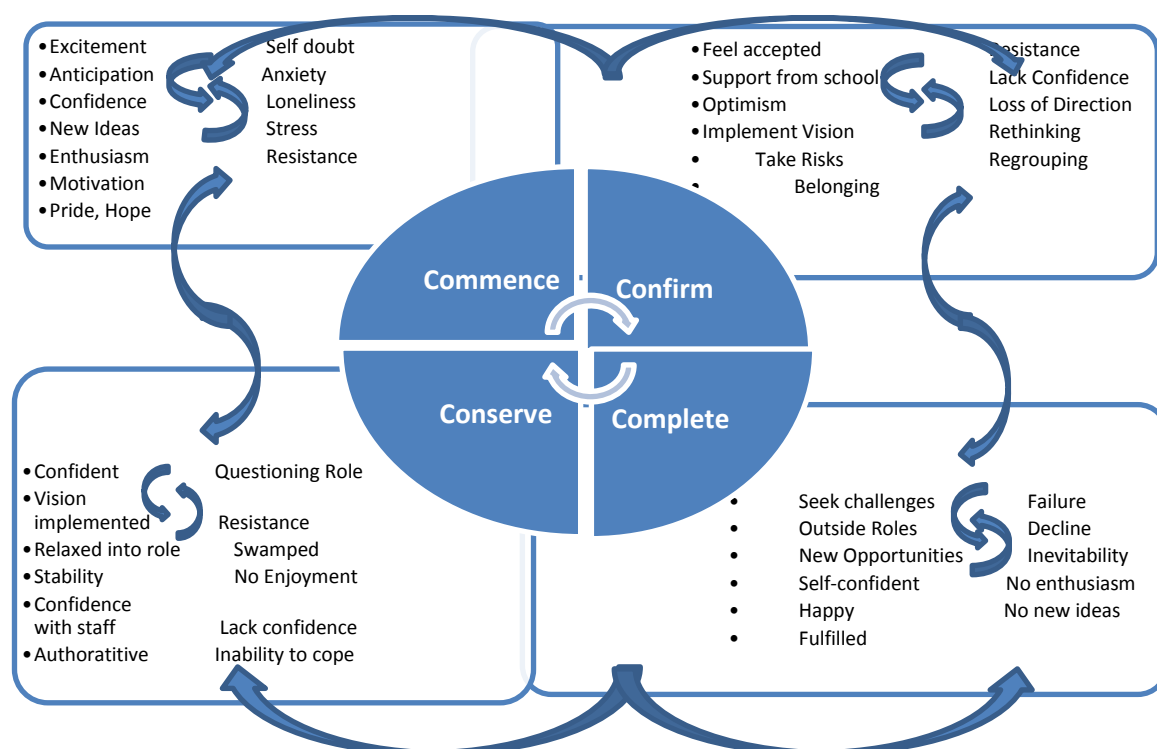 •Excitement
•Anticipation
•Confidence
•New Ideas
•Enthusiasm
•Motivation
•Pride, Hope
Self doubt
Anxiety
Loneliness
Stress
Resistance
•Feel accepted
•Support from school
•Optimism
•Implement Vision
• Take Risks
• Belonging
Resistance
Lack Confidence
Loss of Direction
Rethinking
Regrouping
Commence
Confirm
Conserve
Complete
•Confident
•Vision
implemented
•Relaxed into role
•Stability
•Confidence
with staff
•Authoratitive
Questioning Role
Resistance
Swamped
No Enjoyment
Lack confidence
Inability to cope
• Seek challenges
• Outside Roles
• New Opportunities
• Self-confident
• Happy
• Fulfilled
Failure
Decline
Inevitability
No enthusiasm
No new ideas